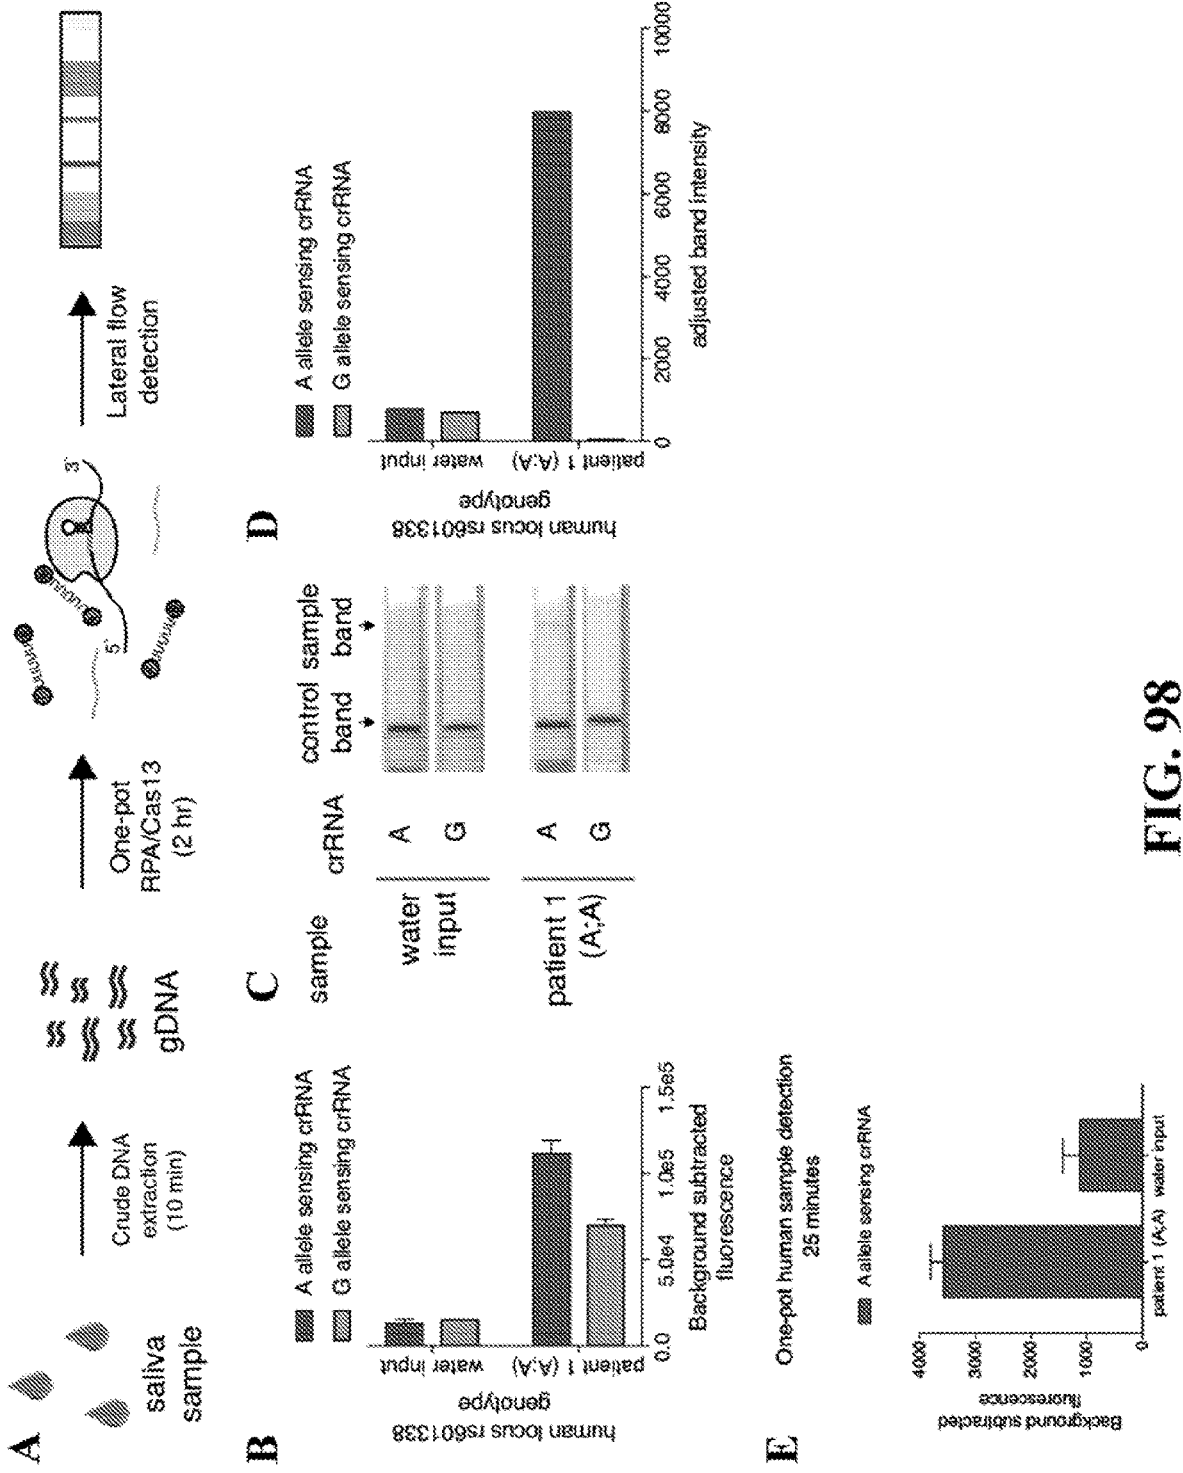 A
saliva
sample
Crude DNA
extraction
(10 min)
gDNA
One-pot
RPA/Cas13
(2 hr)
5'
3'
Lateral flow
detection
B
A allele sensing crRNA
G allele sensing crRNA
human locus rs601338
genotype
water input
patient 1 (A;A)
0.0
5.0e4
1.0e5
1.5e5
Background subtracted
fluorescence
C
sample
crRNA
control
band
sample
band
water
input
A
G
patient 1
(A;A)
A
G
D
A allele sensing crRNA
G allele sensing crRNA
human locus rs601338
genotype
water input
patient 1 (A;A)
0
2000
4000
6000
8000
10000
adjusted band intensity
E
One-pot human sample detection
25 minutes
A allele sensing crRNA
Background subtracted
fluorescence
4000
3000
2000
1000
0
patient 1 (A;A)
water input
FIG. 98